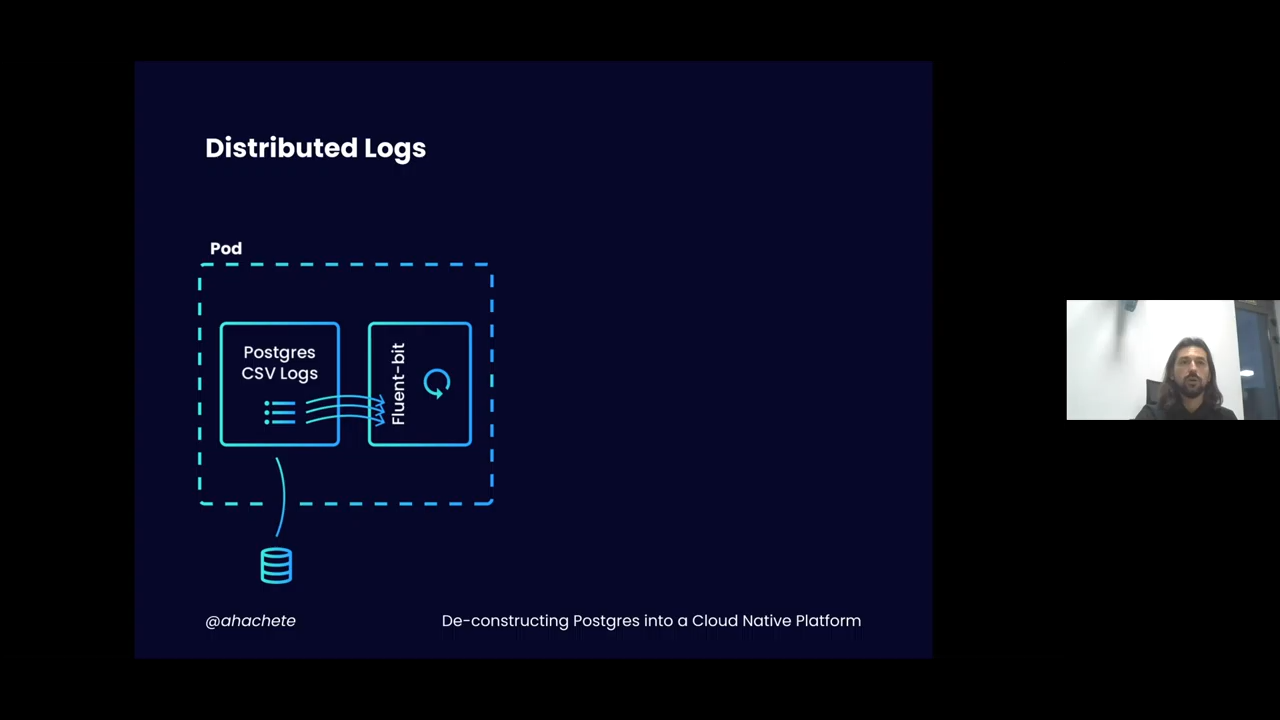 Distributed Logs
Pod
Postgres
CSV Logs
Fluent-bit
@ahachete
De-constructing Postgres into a Cloud Native Platform